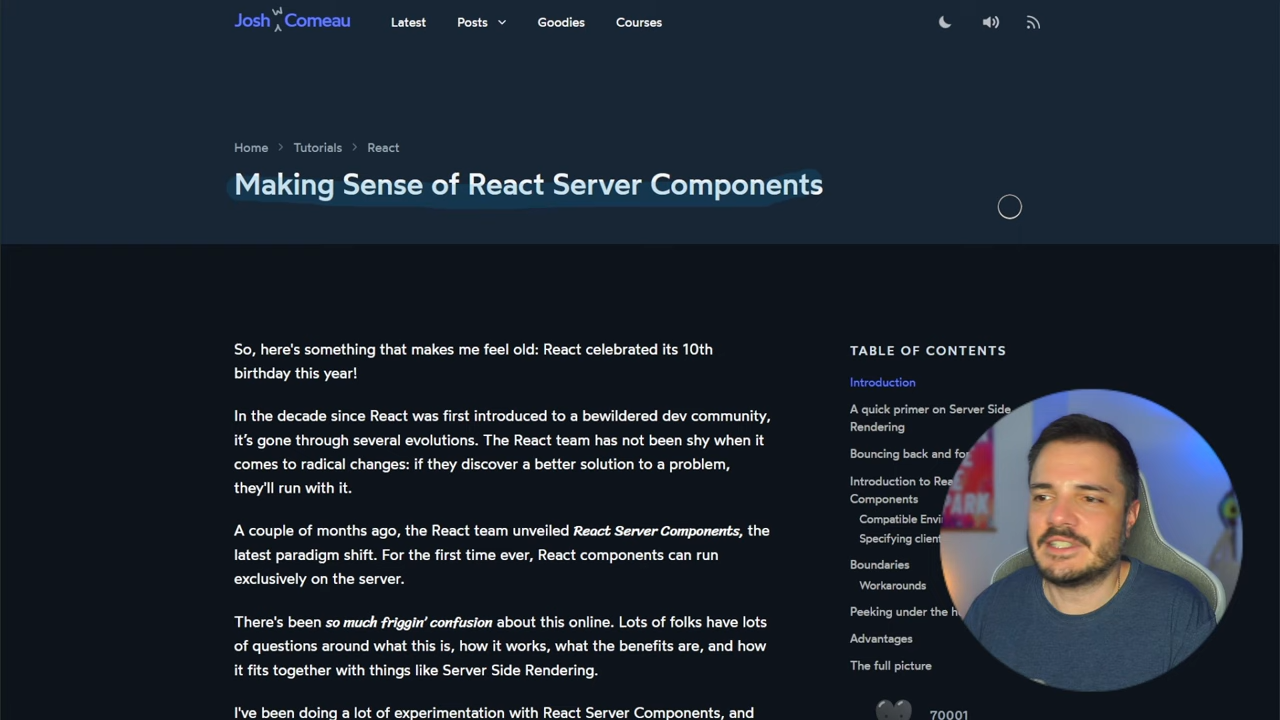 Josh W Comeau
Latest
Posts
Goodies
Courses
Home > Tutorials > React
Making Sense of React Server Components
So, here's something that makes me feel old: React celebrated its 10th
birthday this year!
In the decade since React was first introduced to a bewildered dev community,
it's gone through several evolutions. The React team has not been shy when it
comes to radical changes: if they discover a better solution to a problem,
they'll run with it.
A couple of months ago, the React team unveiled React Server Components, the
latest paradigm shift. For the first time ever, React components can run
exclusively on the server.
There's been so much friggin' confusion about this online. Lots of folks have lots
of questions around what this is, how it works, what the benefits are, and how
it fits together with things like Server Side Rendering.
I've been doing a lot of experimentation with React Server Components, and
TABLE OF CONTENTS
Introduction
A quick primer on Server Side
Rendering
Bouncing back and
Introduction to
Components
Compatible
Specifying
Boundaries
Workarounds
Peeking under the
Advantages
The full picture
70001
PARK